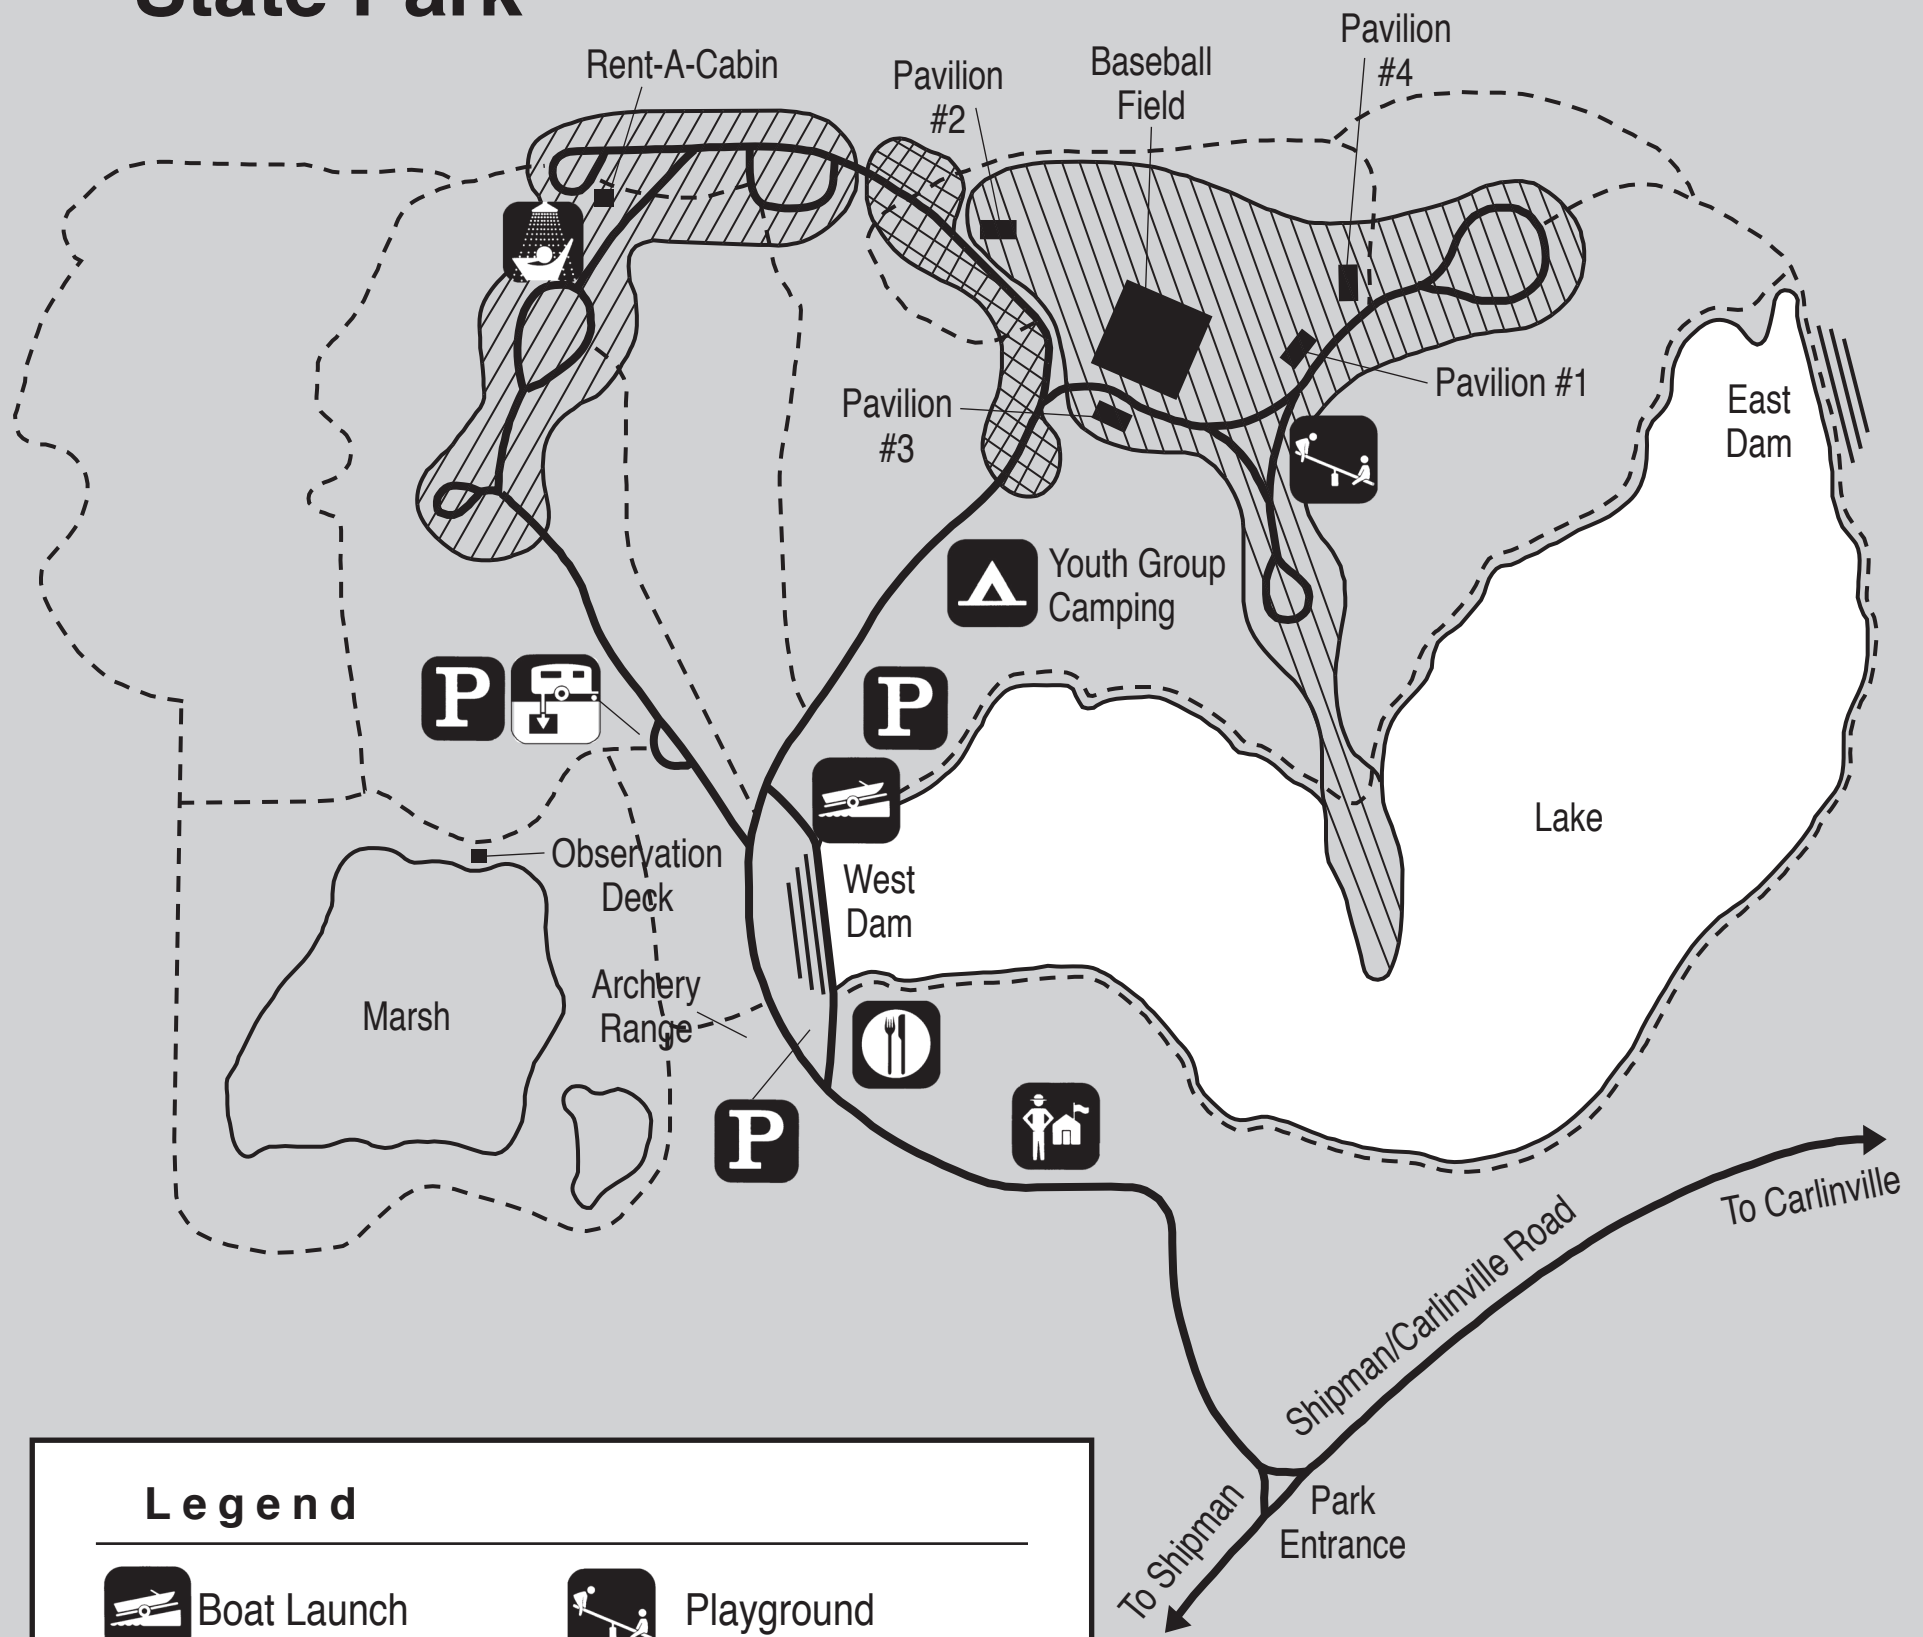 State Park
Rent-A-Cabin
Pavilion
#2
Baseball
Field
Pavilion
#4
Pavilion #1
Pavilion
#3
East
Dam
Youth Group
Camping
P
P
Lake
Observation
Deck
West
Dam
Archery
Range
Marsh
P
To Carlinville
Shipman/Carlinville Road
To Shipman
Park
Entrance
Legend
Boat Launch
Playground